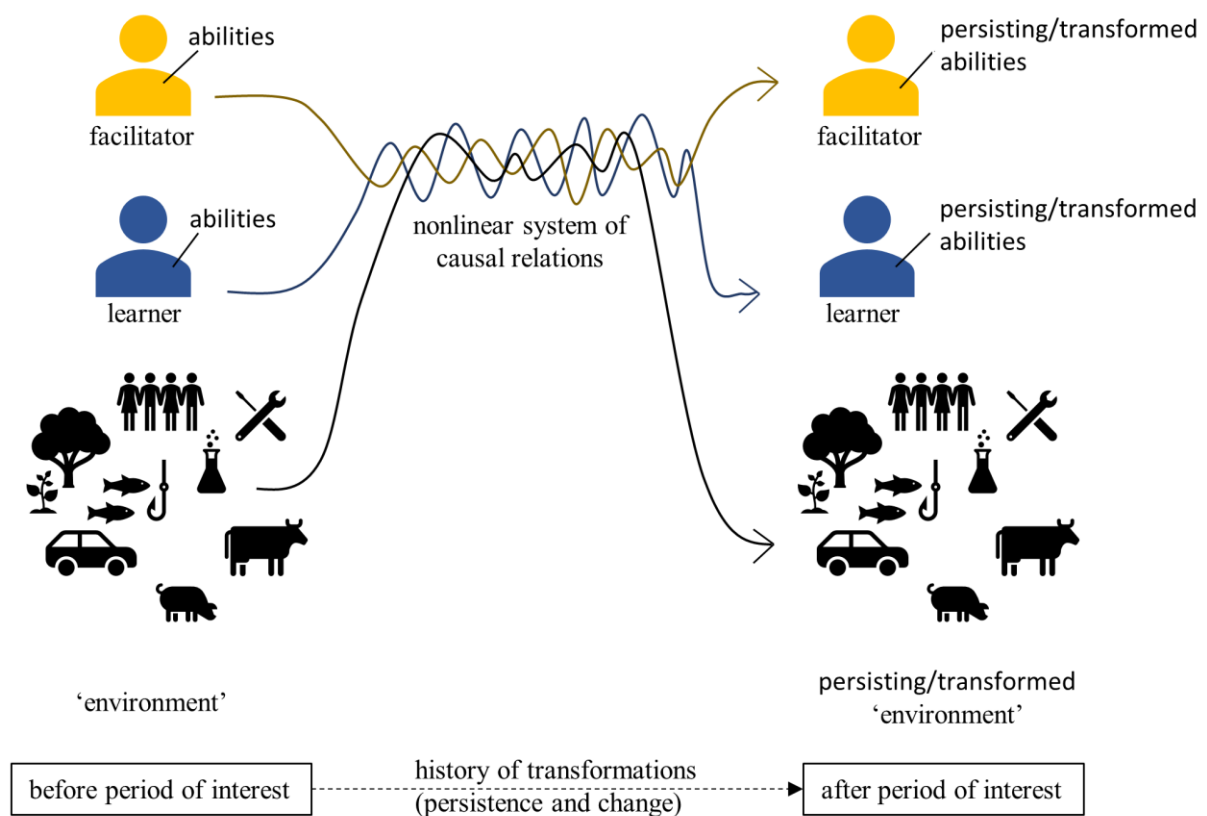 abilities
facilitator
persisting/transformed
abilities
facilitator
abilities
learner
nonlinear system of
causal relations
persisting/transformed
abilities
learner
‘environment’
persisting/transformed
‘environment’
before period of interest
history of transformations
(persistence and change)
after period of interest